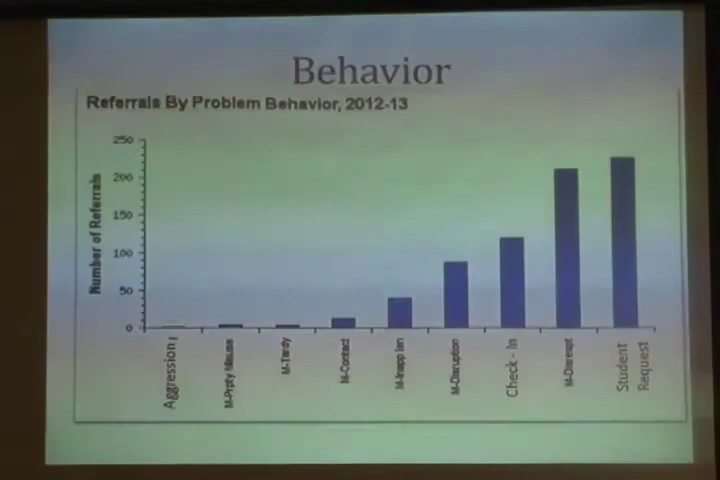 Behavior
Referrals By Problem Behavior, 2012-13
Number of Referrals
250
200
150
100
50
0
Aggression
M-Prpty Misuse
M-Tardy
M-Contact
M-Inapp lan
M-Disruption
Check - In
M-Disrespt
Student
Request